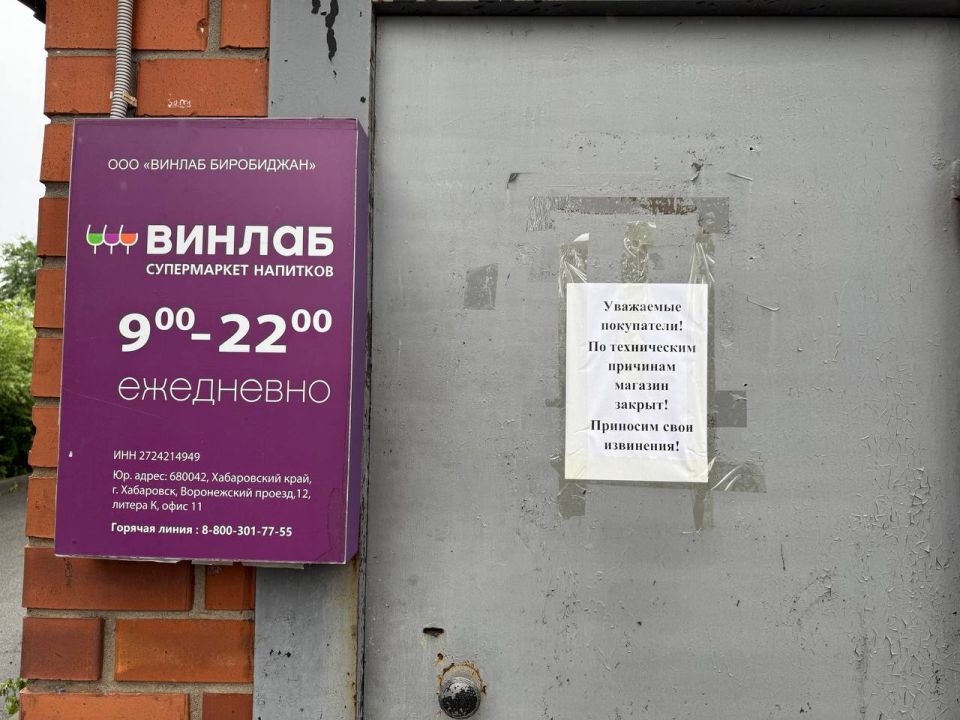 ООО «ВИНЛАБ БИРОБИДЖАН»
ВИНЛАБ
СУПЕРМАРКЕТ НАПИТКОВ
9⁰⁰-22⁰⁰
ежедневно
ИНН 2724214949
Юр. адрес: 680042, Хабаровский край,
г. Хабаровск, Воронежский проезд,12,
литера К, офис 11
Горячая линия : 8-800-301-77-55
Уважаемые
покупатели!
По техническим
причинам
магазин
закрыт!
Приносим свои
извинения!